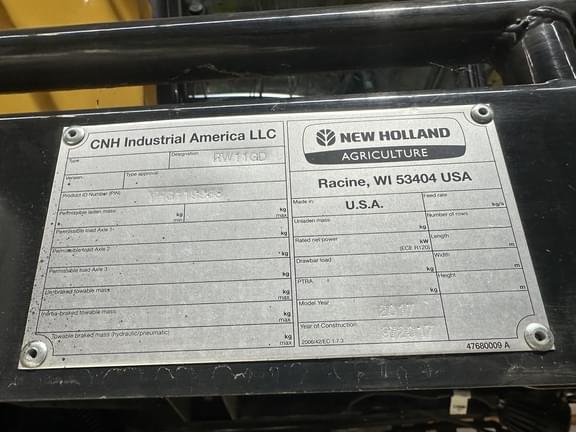 CNH Industrial America LLC
Type
Designation
RW11GD
Version
Type approval
Product ID Number (PIN)
Permissible laden mass
kg min
kg max
Permissible load Axle 1
kg
Permissible load Axle 2
kg
Permissible load Axle 3
kg
Unbraked towable mass
kg max
Inertia-braked towable mass
kg max
Towable braked mass (hydraulic/pneumatic)
kg max
NEW HOLLAND
AGRICULTURE
Racine, WI 53404 USA
Made in
U.S.A.
Feed rate
kg/s
Unladen mass
kg
Number of rows
Rated net power
kW
(ECE R120)
Length
m
Drawbar load
kg
Width
m
PTRA
kg
Height
m
Model Year
2017
Year of Construction
2006/42/EC 1.7.3
47680009 A